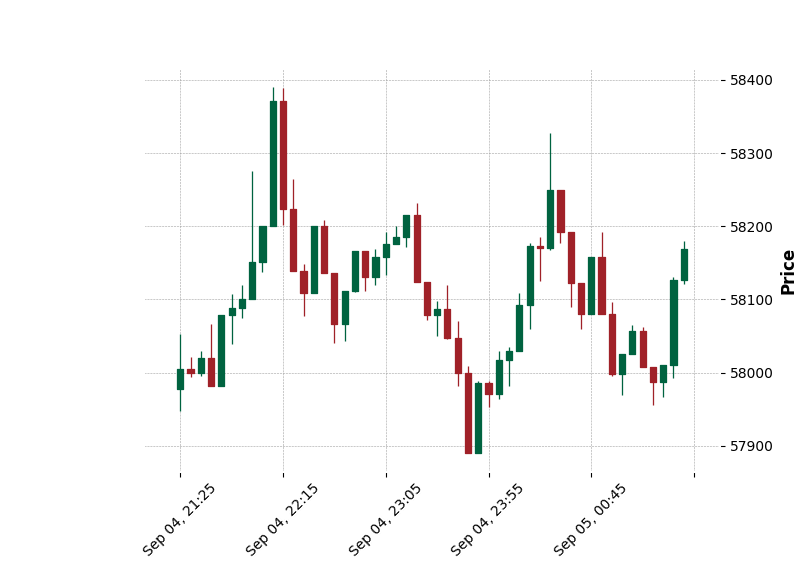 58400
58300
58200
58100
58000
57900
Price
Sep 04, 21:25
Sep 04, 22:15
Sep 04, 23:05
Sep 04, 23:55
Sep 05, 00:45